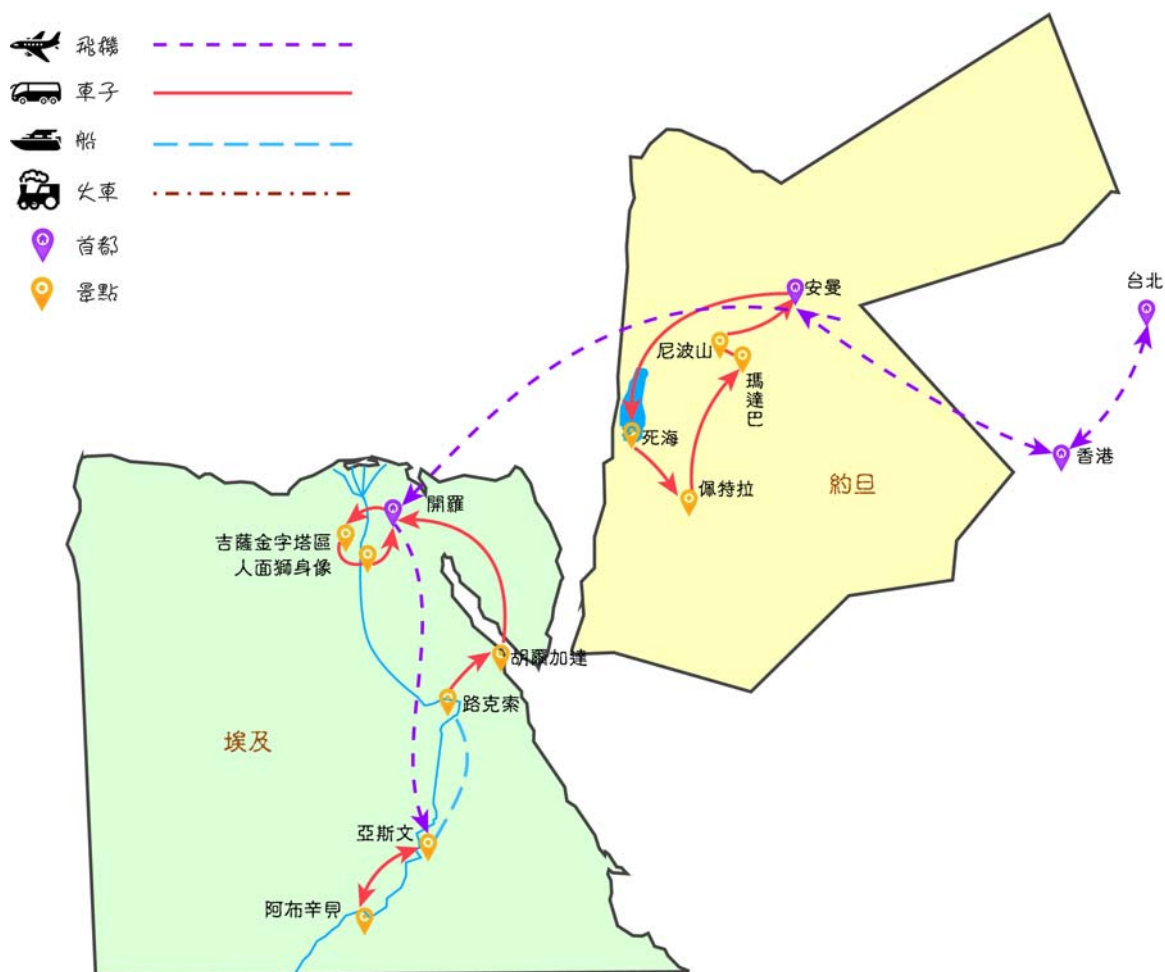 飛機
車子
船
火車
首都
景點
安曼
台北
尼波山
瑪達巴
死海
香港
佩特拉
約旦
開羅
吉薩金字塔區
人面獅身像
胡爾加達
路克索
埃及
亞斯文
阿布辛貝